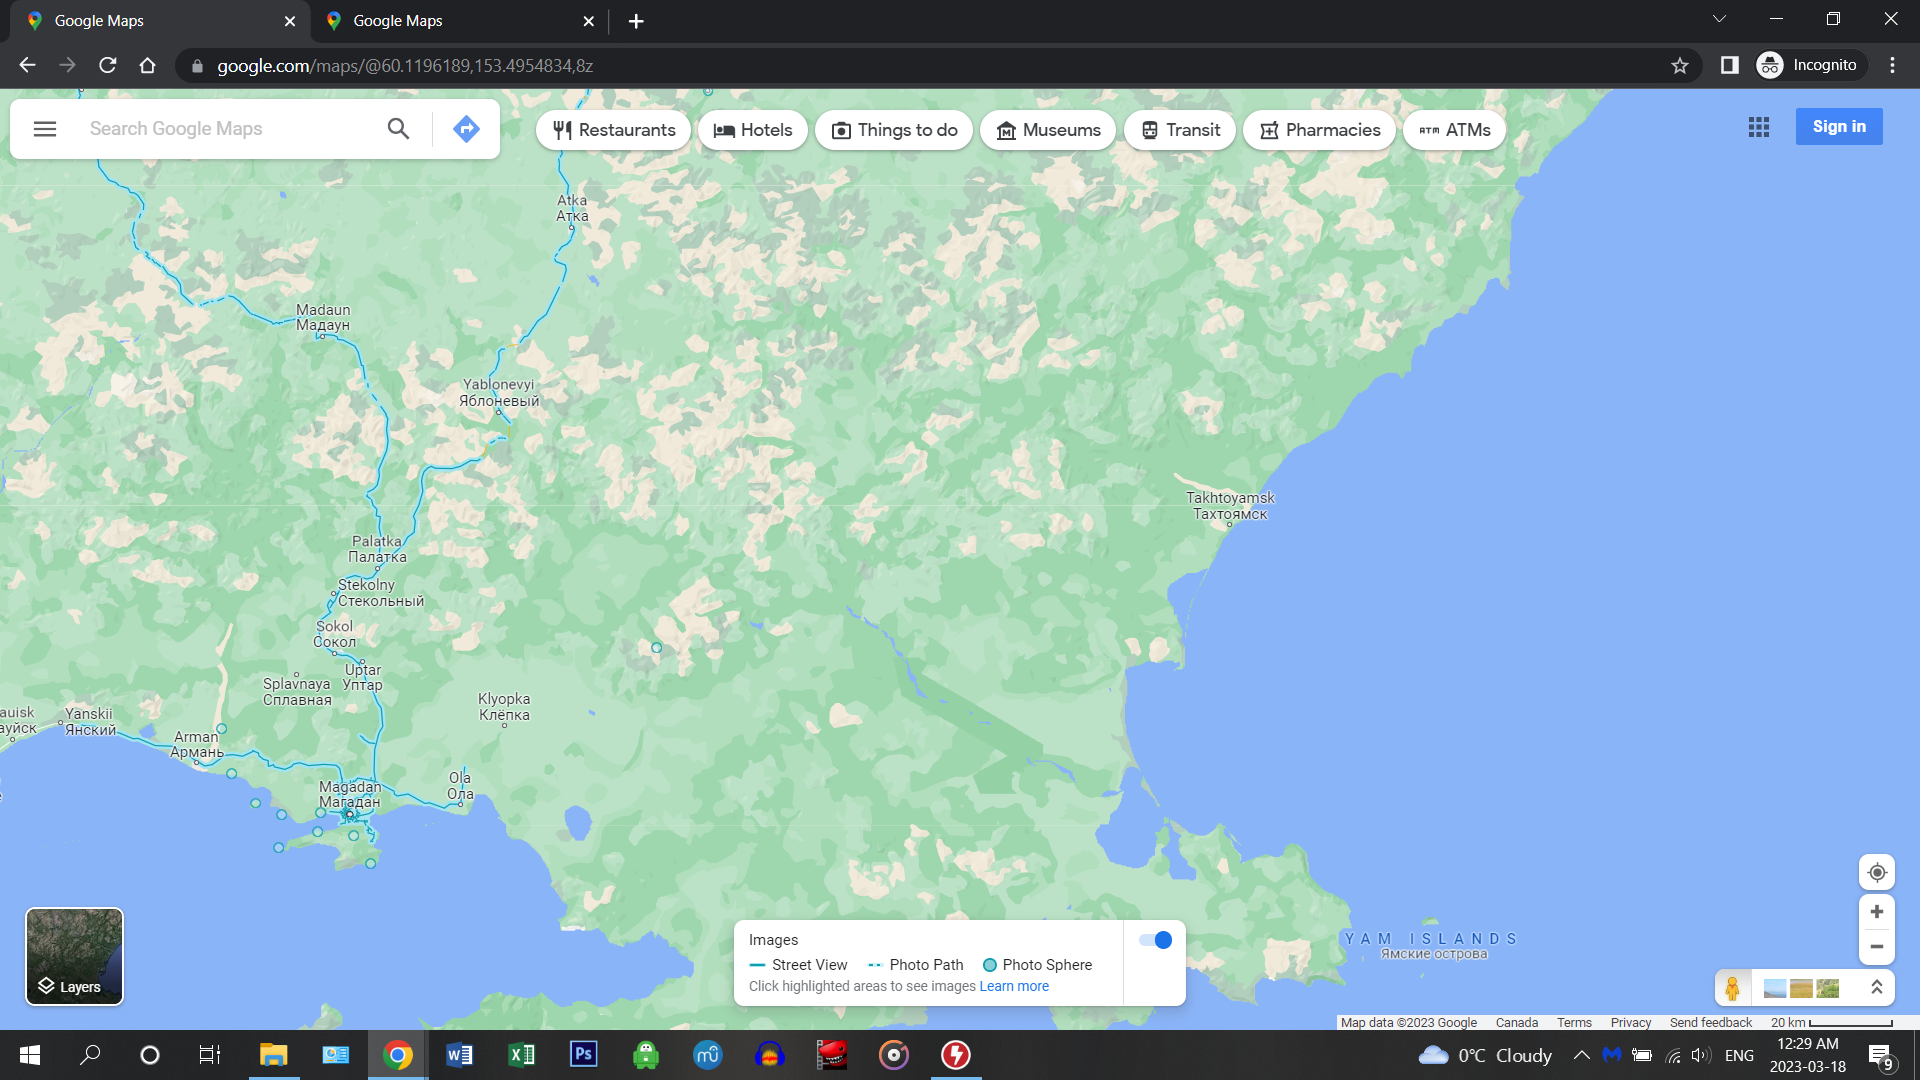 Google Maps
Google Maps
google.com/maps/@60.1196189,153.4954834,8z
Incognito
Search Google Maps
Restaurants
Hotels
Things to do
Museums
Transit
Pharmacies
ATM ATMs
Sign in
Atka
Атка
Madaun
Мадаун
Yablonevyi
Яблоневый
Takhtoyamsk
Тахтоямск
Palatka
Палатка
Stekolny
Стекольный
Sokol
Сокол
Uptar
Уптар
Splavnaya
Сплавная
Klyopka
Клёпка
auisk
ауйск
Yanskii
Янский
Arman
Армань
Magadan
Магадан
Ola
Ола
YAM ISLANDS
Ямские острова
Images
Street View Photo Path Photo Sphere
Click highlighted areas to see images Learn more
Layers
Map data ©2023 Google Canada Terms Privacy Send feedback 20 km
0°C Cloudy
ENG
12:29 AM
2023-03-18
9